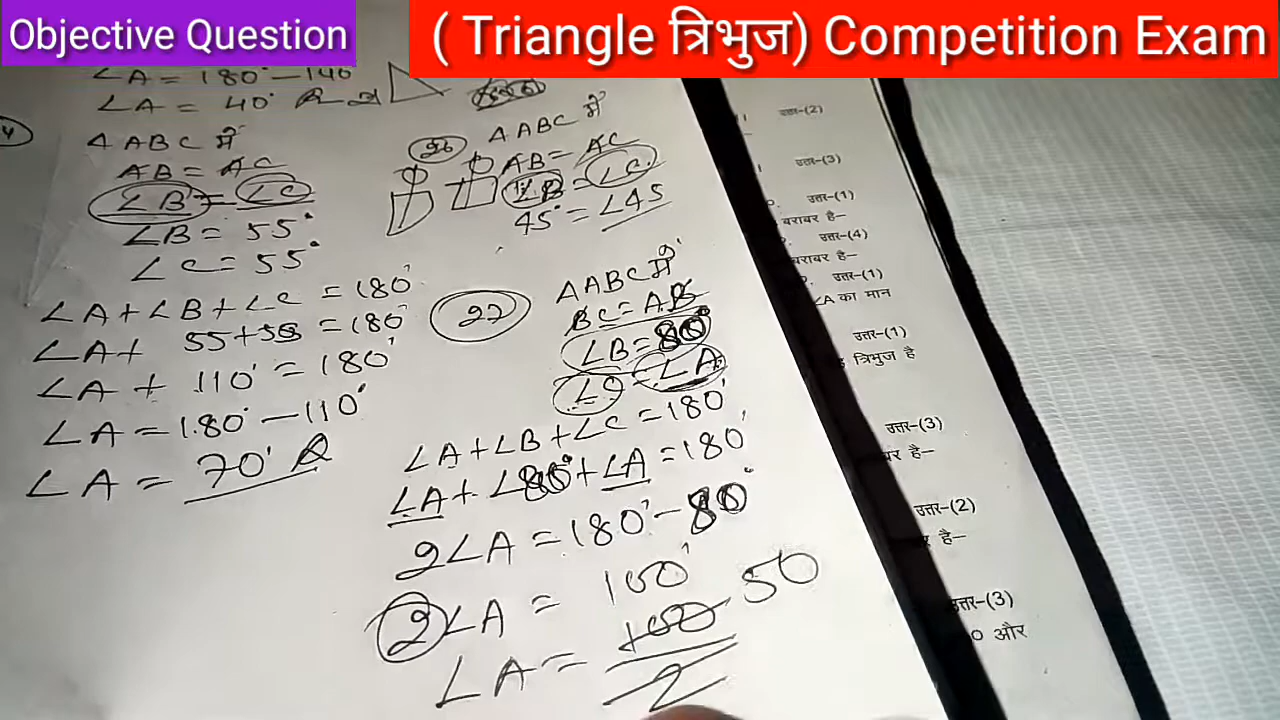 Objective Question
( Triangle त्रिभुज) Competition Exam
∠A = 180° - 140
∠A = 40°
△ABC में
AB = AC
∠B = ∠C
∠B = 55°
∠C = 55°
∠A + ∠B + ∠C = 180°
∠A + 55+55 = 180°
∠A + 110° = 180°
∠A = 180° - 110°
∠A = 70°
26
△ABC में
AB = AC
∠B = ∠C
45° = ∠45
27
△ABC में
BC = AB
∠B = 80°
∠C = ∠A
∠A + ∠B + ∠C = 180°
∠A + ∠80° + ∠A = 180°
2∠A = 180° - 80°
2∠A = 100°
∠A = 100 50
2
उत्तर-(2)
उत्तर-(3)
उत्तर-(1)
बराबर है-
उत्तर-(4)
बराबर है-
उत्तर-(1)
∠A का मान
उत्तर-(1)
त्रिभुज है
उत्तर-(3)
है-
उत्तर-(2)
है-
उत्तर-(3)
० और